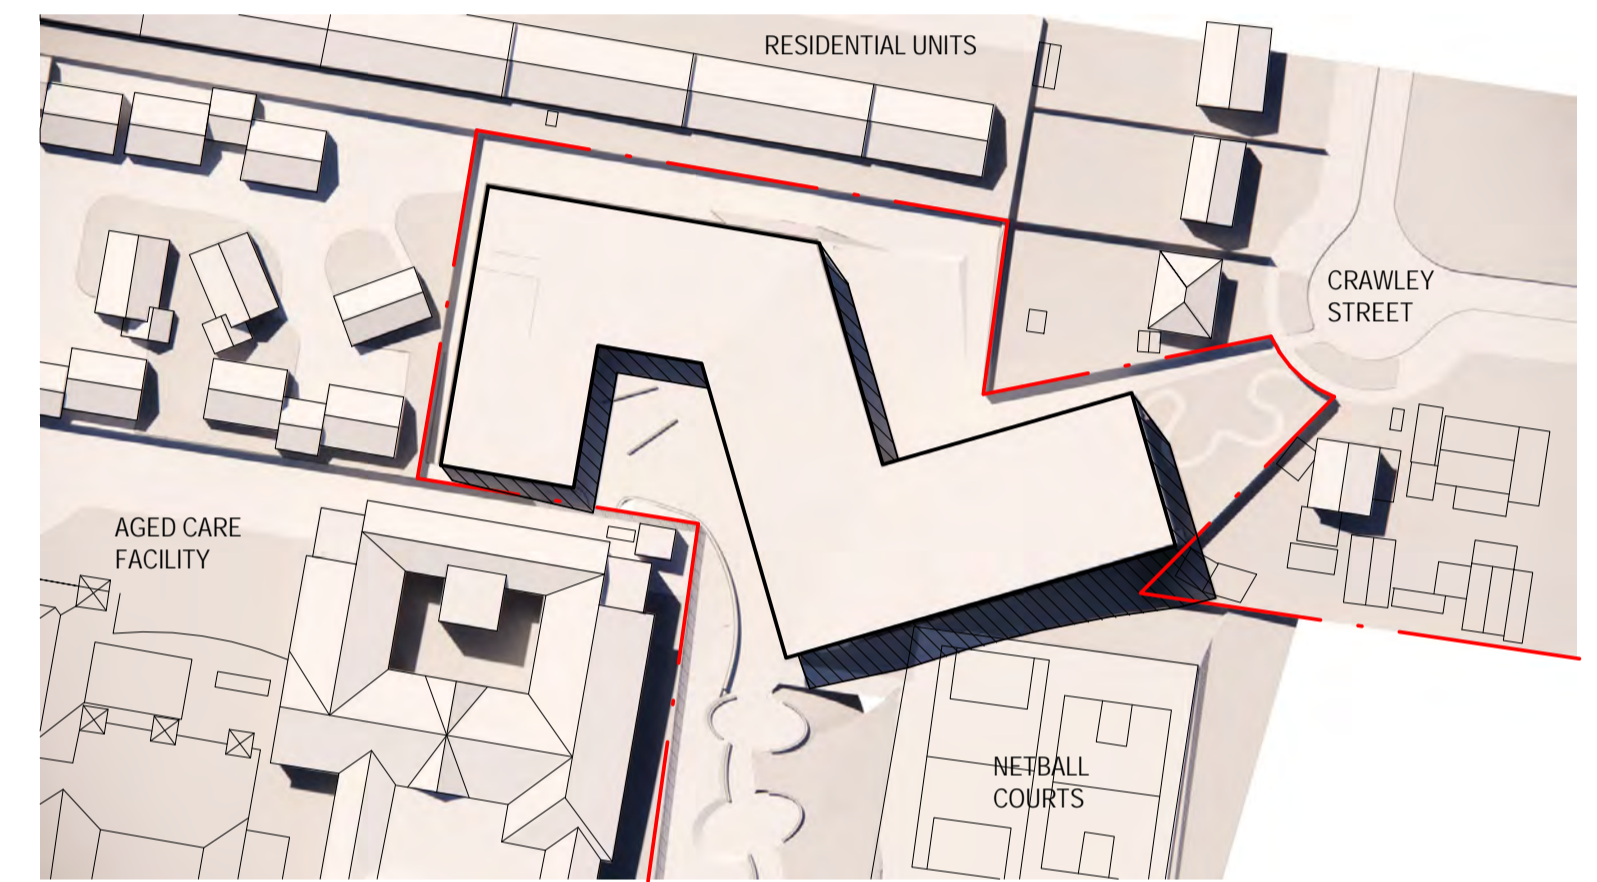 RESIDENTIAL UNITS
CRAWLEY
STREET
AGED CARE
FACILITY
NETBALL
COURTS